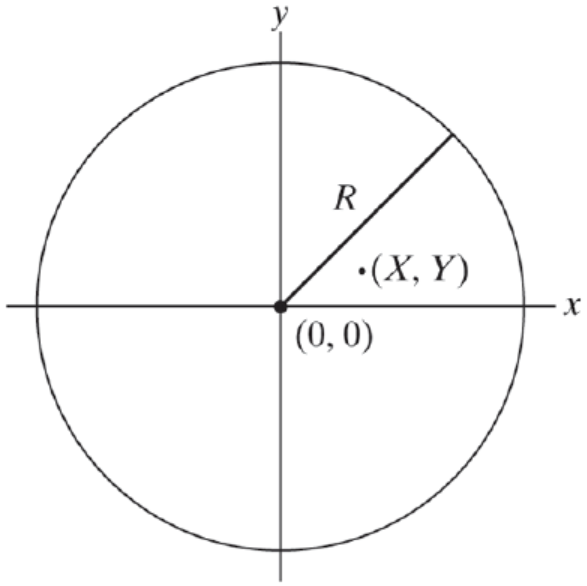 y
R
(X, Y)
x
(0, 0)